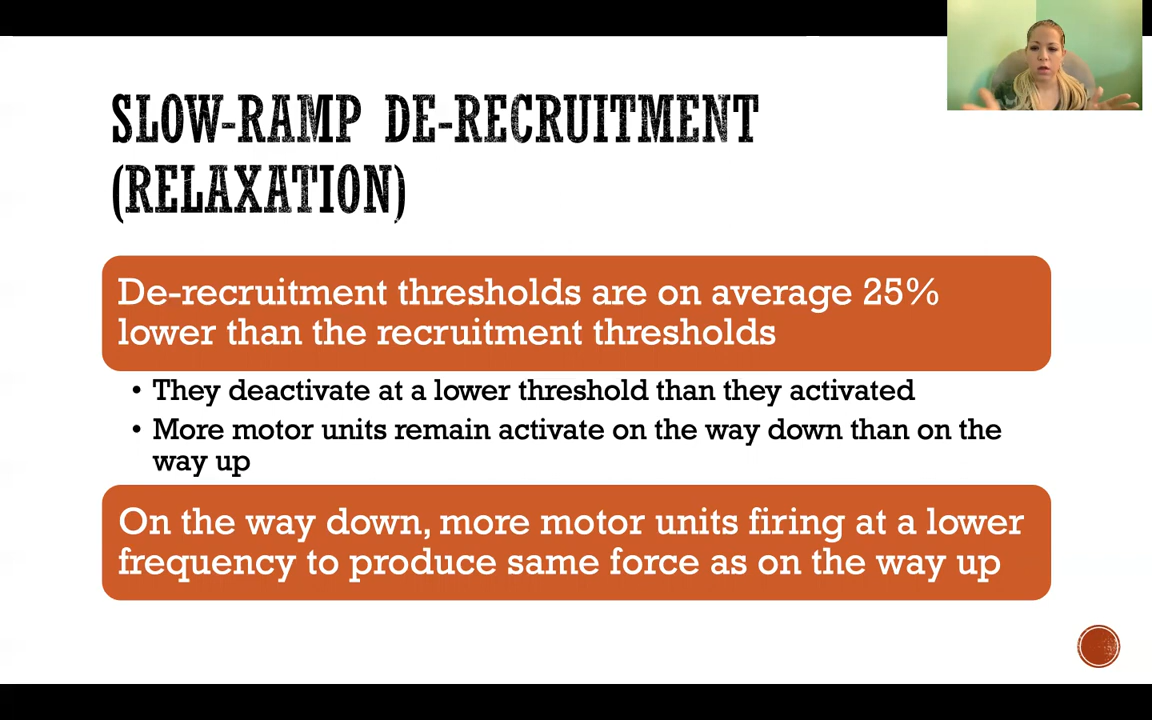 SLOW-RAMP DE-RECRUITMENT
(RELAXATION)
De-recruitment thresholds are on average 25%
lower than the recruitment thresholds
• They deactivate at a lower threshold than they activated
• More motor units remain activate on the way down than on the
way up
On the way down, more motor units firing at a lower
frequency to produce same force as on the way up